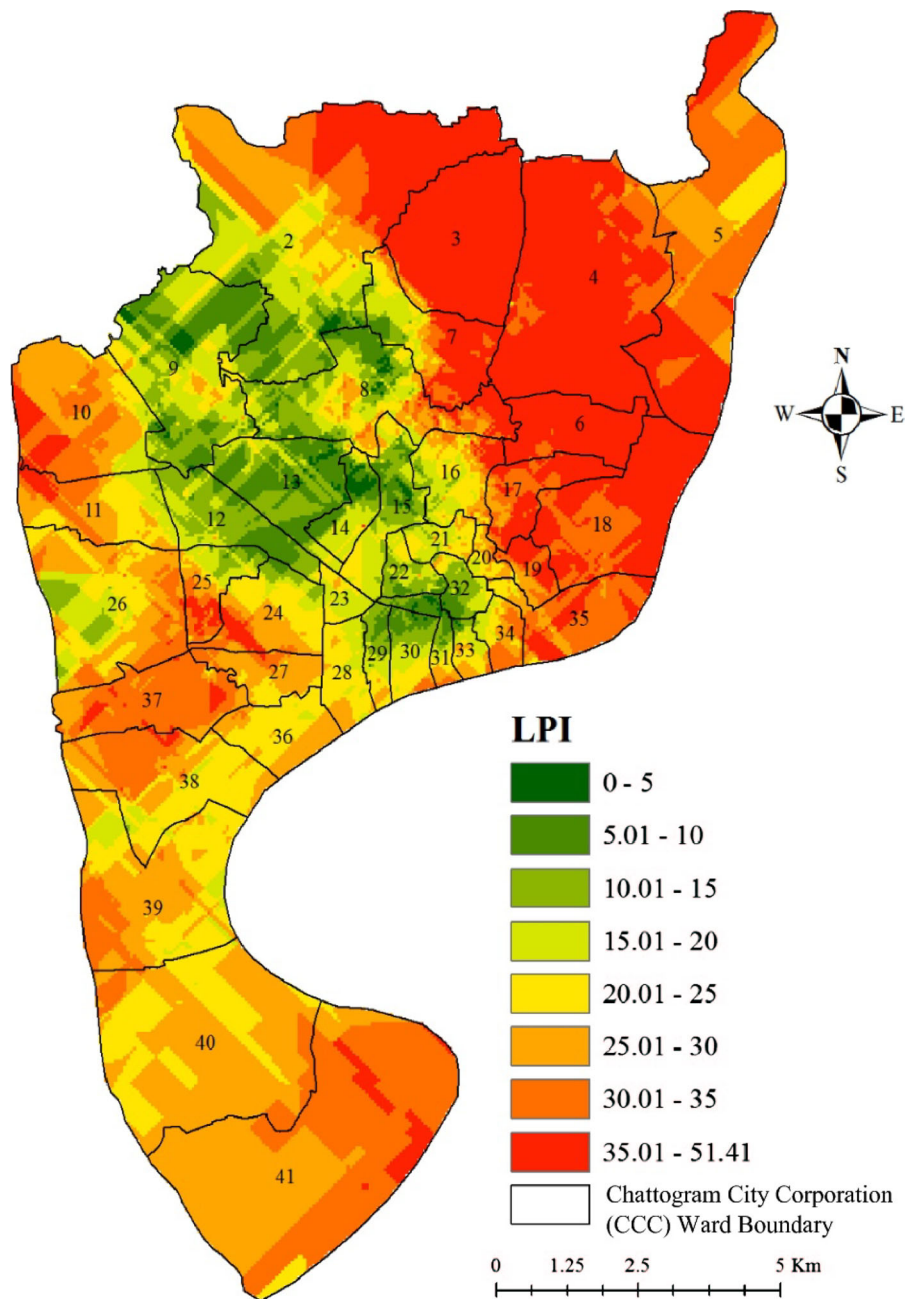 3
2
4
5
7
8
9
10
6
N
W E
S
13
16
17
12
11
15
18
14
21
20
19
22
32
25
24
23
26
35
34
33
31
30
29
28
27
37
36
38
39
40
41
LPI
0 - 5
5.01 - 10
10.01 - 15
15.01 - 20
20.01 - 25
25.01 - 30
30.01 - 35
35.01 - 51.41
Chattogram City Corporation
(CCC) Ward Boundary
0 1.25 2.5 5 Km